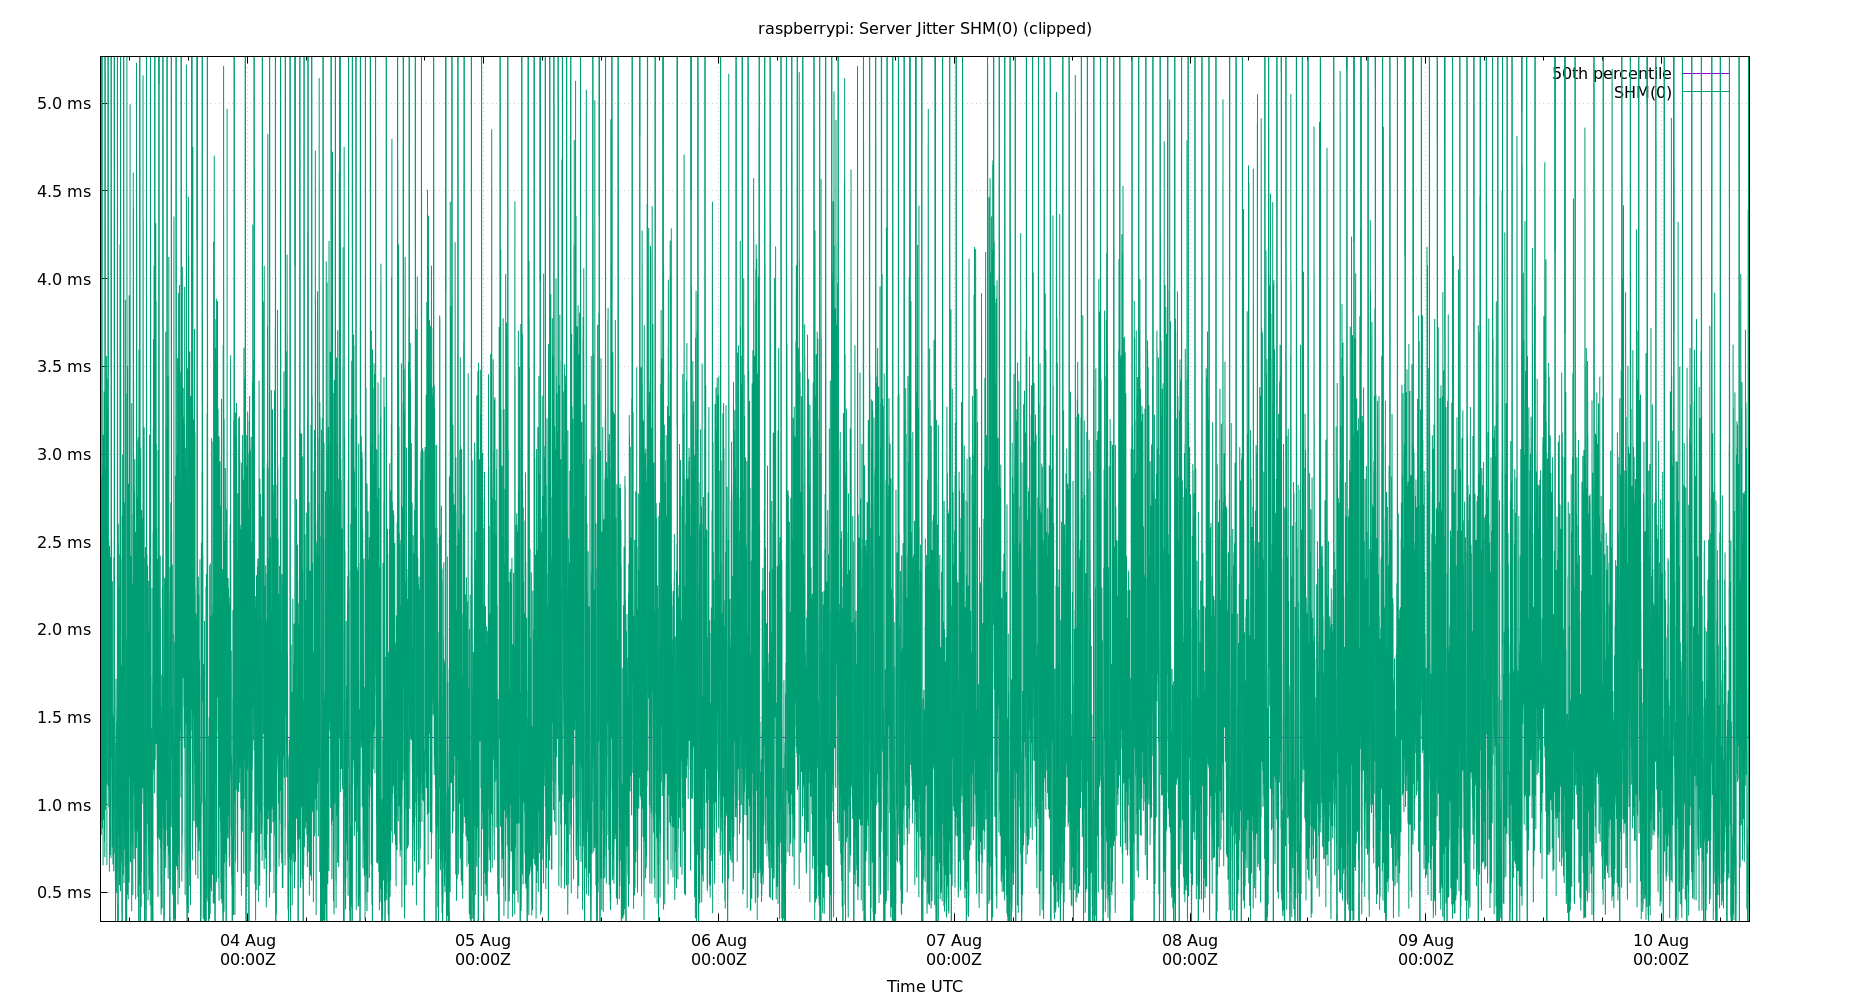 raspberrypi: Server Jitter SHM(0) (clipped)
50th percentile
SHM(0)
5.0 ms
4.5 ms
4.0 ms
3.5 ms
3.0 ms
2.5 ms
2.0 ms
1.5 ms
1.0 ms
0.5 ms
04 Aug 05 Aug 06 Aug 07 Aug 08 Aug 09 Aug 10 Aug
00:00Z 00:00Z 00:00Z 00:00Z 00:00Z 00:00Z 00:00Z
Time UTC